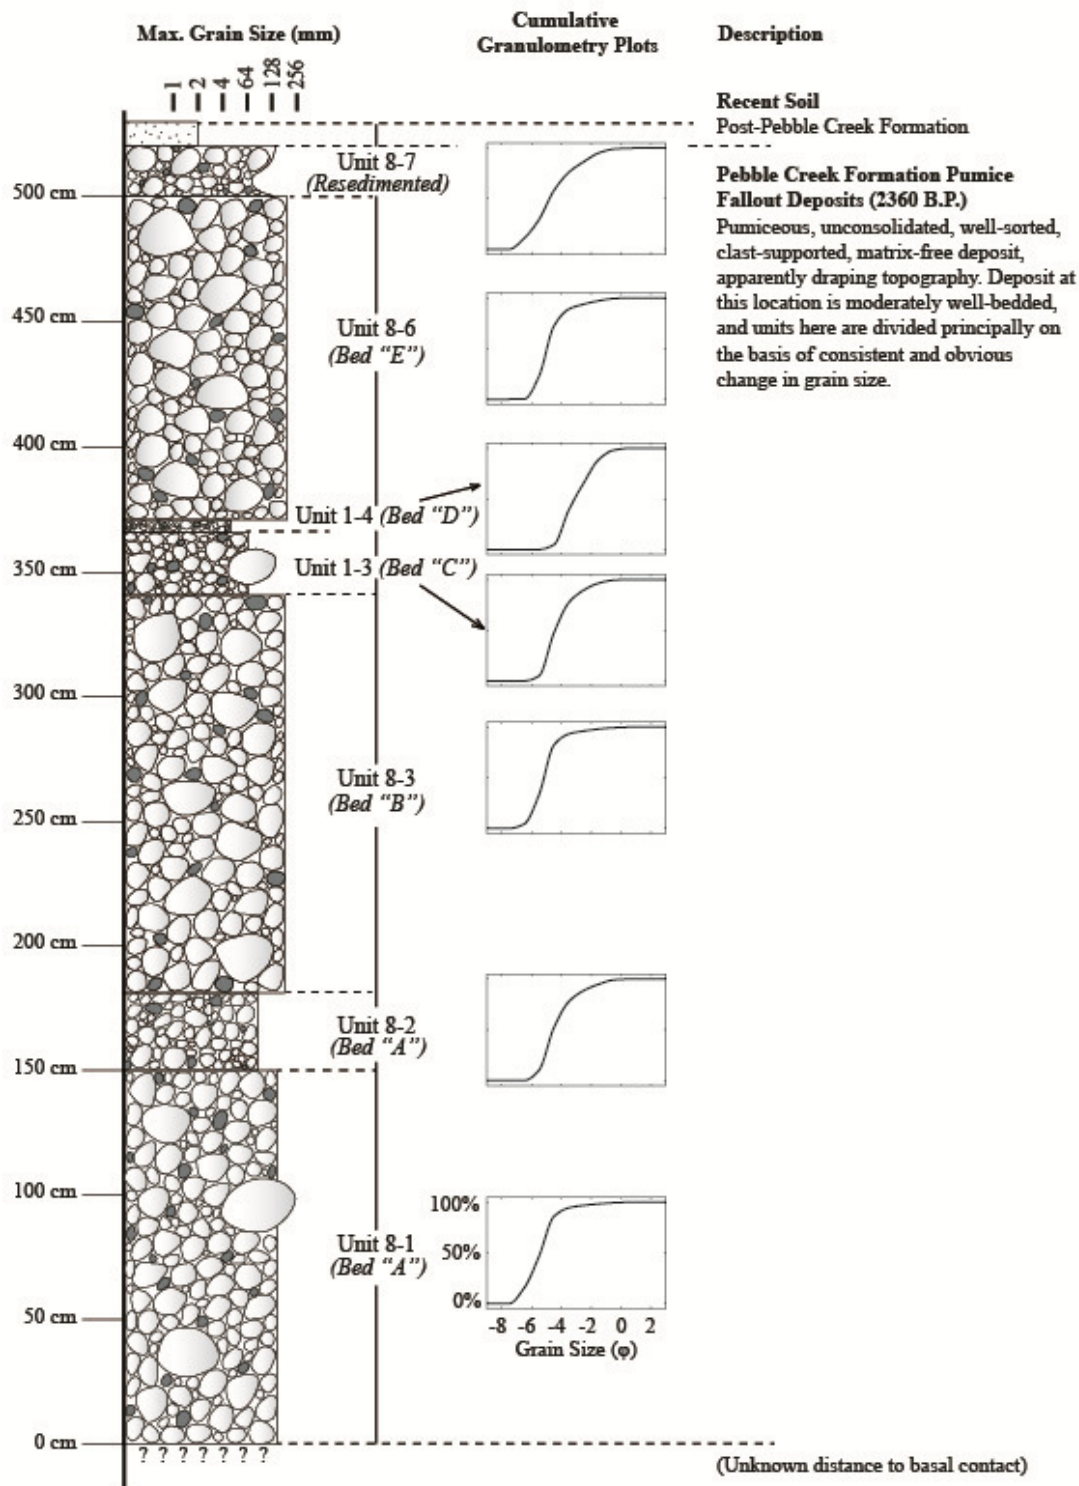 Max. Grain Size (mm)
Cumulative
Granulometry Plots
Description
1
2
4
64
128
256
Recent Soil
Post-Pebble Creek Formation
Unit 8-7
(Resedimented)
Pebble Creek Formation Pumice
Fallout Deposits (2360 B.P.)
Pumiceous, unconsolidated, well-sorted,
clast-supported, matrix-free deposit,
apparently draping topography. Deposit at
this location is moderately well-bedded,
and units here are divided principally on
the basis of consistent and obvious
change in grain size.
500 cm
450 cm
Unit 8-6
(Bed “E”)
400 cm
Unit 1-4 (Bed “D”)
350 cm
Unit 1-3 (Bed “C”)
300 cm
Unit 8-3
(Bed “B”)
250 cm
200 cm
Unit 8-2
(Bed “A”)
150 cm
100 cm
Unit 8-1
(Bed “A”)
100%
50%
0%
-8 -6 -4 -2 0 2
Grain Size (φ)
50 cm
0 cm
? ? ? ? ? ? ?
(Unknown distance to basal contact)